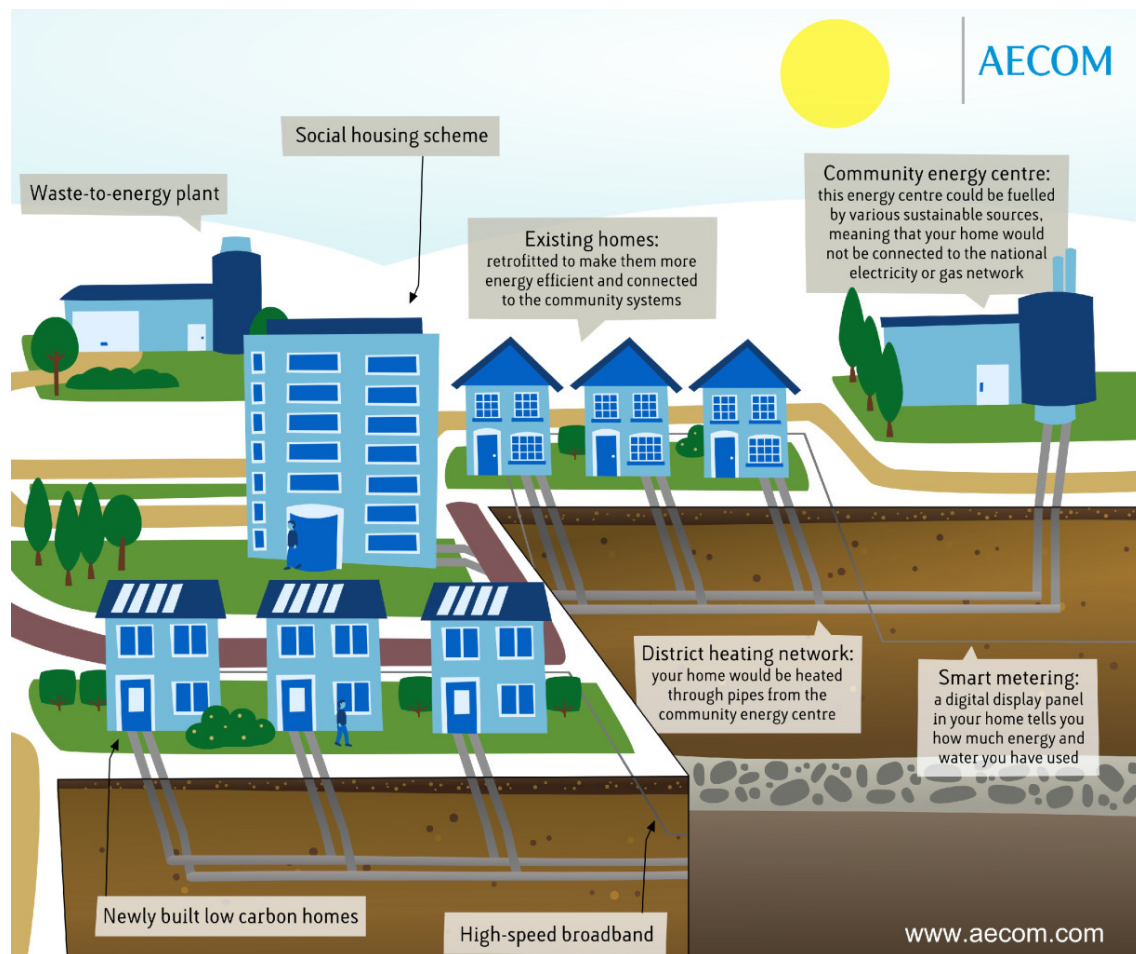 AECOM
Social housing scheme
Waste-to-energy plant
Community energy centre:
this energy centre could be fuelled
by various sustainable sources,
meaning that your home would
not be connected to the national
electricity or gas network
Existing homes:
retrofitted to make them more
energy efficient and connected
to the community systems
District heating network:
your home would be heated
through pipes from the
community energy centre
Smart metering:
a digital display panel
in your home tells you
how much energy and
water you have used
Newly built low carbon homes
High-speed broadband
www.aecom.com